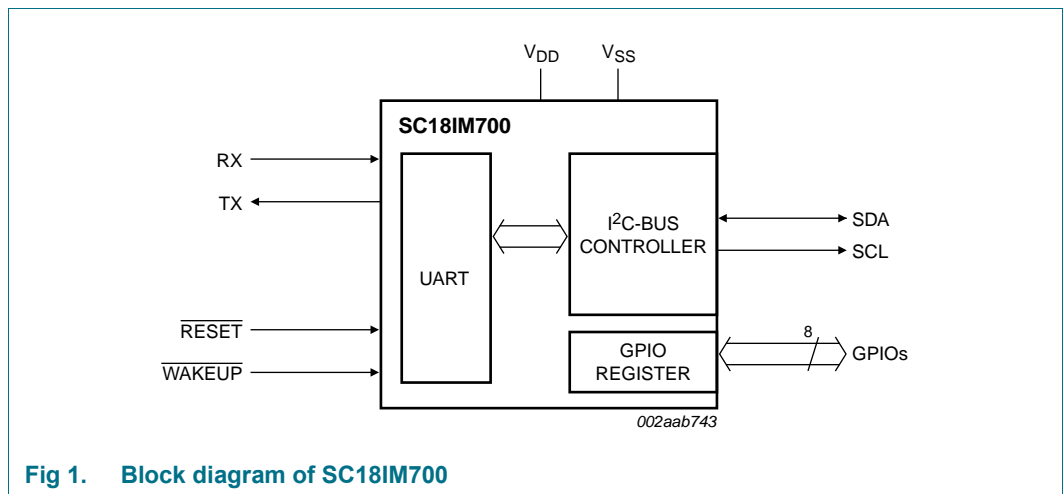 VDD
VSS
SC18IM700
RX
TX
RESET
WAKEUP
UART
I2C-BUS
CONTROLLER
SDA
SCL
GPIO
REGISTER
8
GPIOs
002aab743
Fig 1. Block diagram of SC18IM700